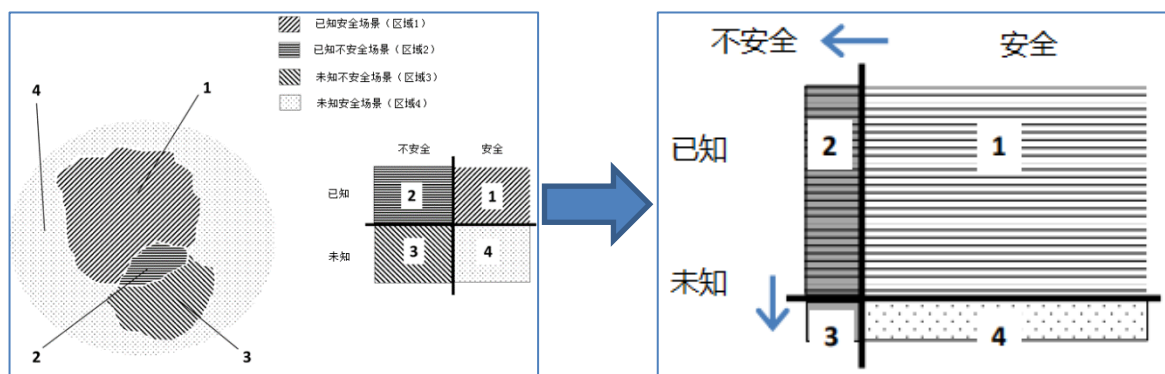 已知安全场景（区域1）
已知不安全场景（区域2）
未知不安全场景（区域3）
未知安全场景（区域4）
4
1
2
3
不安全 安全
已知 2 1
未知 3 4
不安全 安全
已知 2 1
未知
3 4